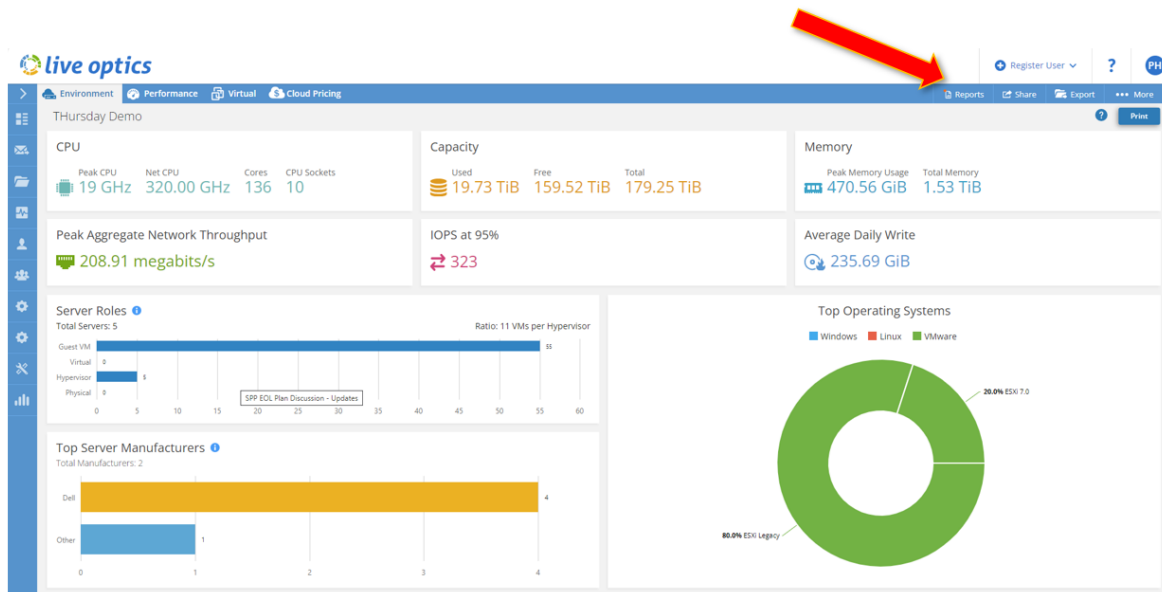 live optics
Register User
?
PH
Environment Performance Virtual Cloud Pricing
Reports Share Export More
THursday Demo
? Print
CPU
Peak CPU Net CPU Cores CPU Sockets
19 GHz 320.00 GHz 136 10
Capacity
Used Free Total
19.73 TiB 159.52 TiB 179.25 TiB
Memory
Peak Memory Usage Total Memory
470.56 GiB 1.53 TiB
Peak Aggregate Network Throughput
208.91 megabits/s
IOPS at 95%
323
Average Daily Write
235.69 GiB
Server Roles
Total Servers: 5 Ratio: 11 VMs per Hypervisor
Guest VM 55
Virtual 0
Hypervisor 5
Physical 0
SPP EOL Plan Discussion - Updates
0 5 10 15 20 25 30 35 40 45 50 55 60
Top Server Manufacturers
Total Manufacturers: 2
Dell 4
Other 1
0 1 2 3 4
Top Operating Systems
Windows Linux VMware
20.0% ESXi 7.0
80.0% ESXi Legacy